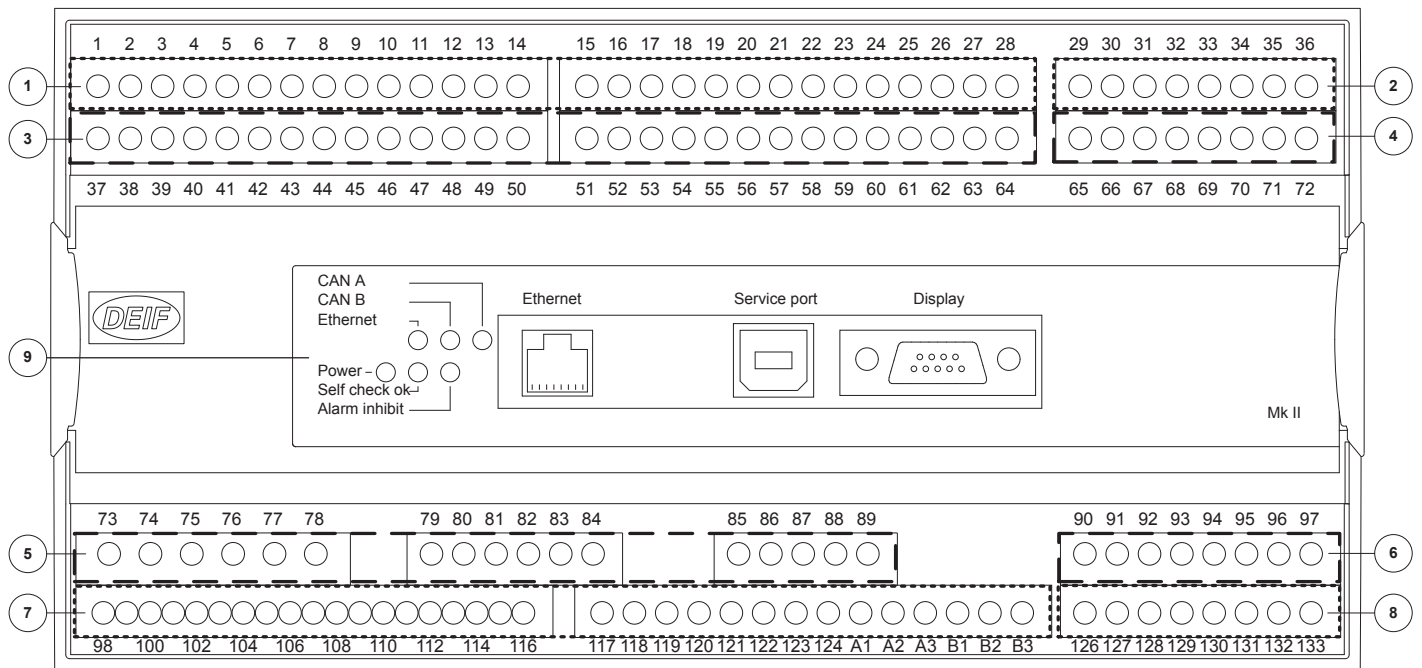 1 2 3 4 5 6 7 8 9 10 11 12 13 14 15 16 17 18 19 20 21 22 23 24 25 26 27 28 29 30 31 32 33 34 35 36
1 2
3 4
37 38 39 40 41 42 43 44 45 46 47 48 49 50 51 52 53 54 55 56 57 58 59 60 61 62 63 64 65 66 67 68 69 70 71 72
CAN A
CAN B
Ethernet
Ethernet Service port Display
DEIF
9
Power
Self check ok
Alarm inhibit
Mk II
73 74 75 76 77 78 79 80 81 82 83 84 85 86 87 88 89 90 91 92 93 94 95 96 97
5 6
7 8
98 100 102 104 106 108 110 112 114 116 117 118 119 120 121 122 123 124 A1 A2 A3 B1 B2 B3 126 127 128 129 130 131 132 133